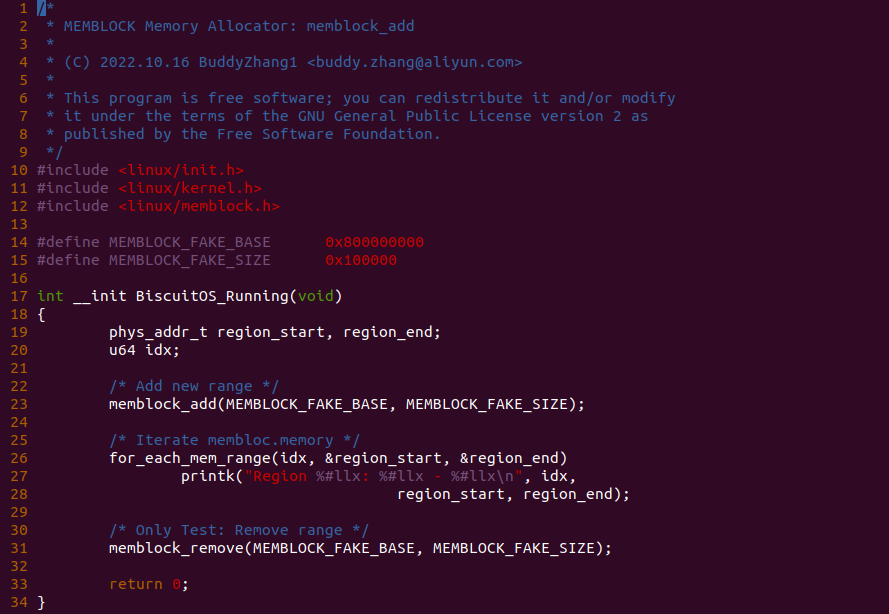 1 /*
2  * MEMBLOCK Memory Allocator: memblock_add
3  *
4  * (C) 2022.10.16 BuddyZhang1 <buddy.zhang@aliyun.com>
5  *
6  * This program is free software; you can redistribute it and/or modify
7  * it under the terms of the GNU General Public License version 2 as
8  * published by the Free Software Foundation.
9  */
10 #include <linux/init.h>
11 #include <linux/kernel.h>
12 #include <linux/memblock.h>
13
14 #define MEMBLOCK_FAKE_BASE      0x800000000
15 #define MEMBLOCK_FAKE_SIZE      0x100000
16
17 int __init BiscuitOS_Running(void)
18 {
19         phys_addr_t region_start, region_end;
20         u64 idx;
21
22         /* Add new range */
23         memblock_add(MEMBLOCK_FAKE_BASE, MEMBLOCK_FAKE_SIZE);
24
25         /* Iterate membloc.memory */
26         for_each_mem_range(idx, &region_start, &region_end)
27                 printk("Region %#llx: %#llx - %#llx\n", idx,
28                                         region_start, region_end);
29
30         /* Only Test: Remove range */
31         memblock_remove(MEMBLOCK_FAKE_BASE, MEMBLOCK_FAKE_SIZE);
32
33         return 0;
34 }